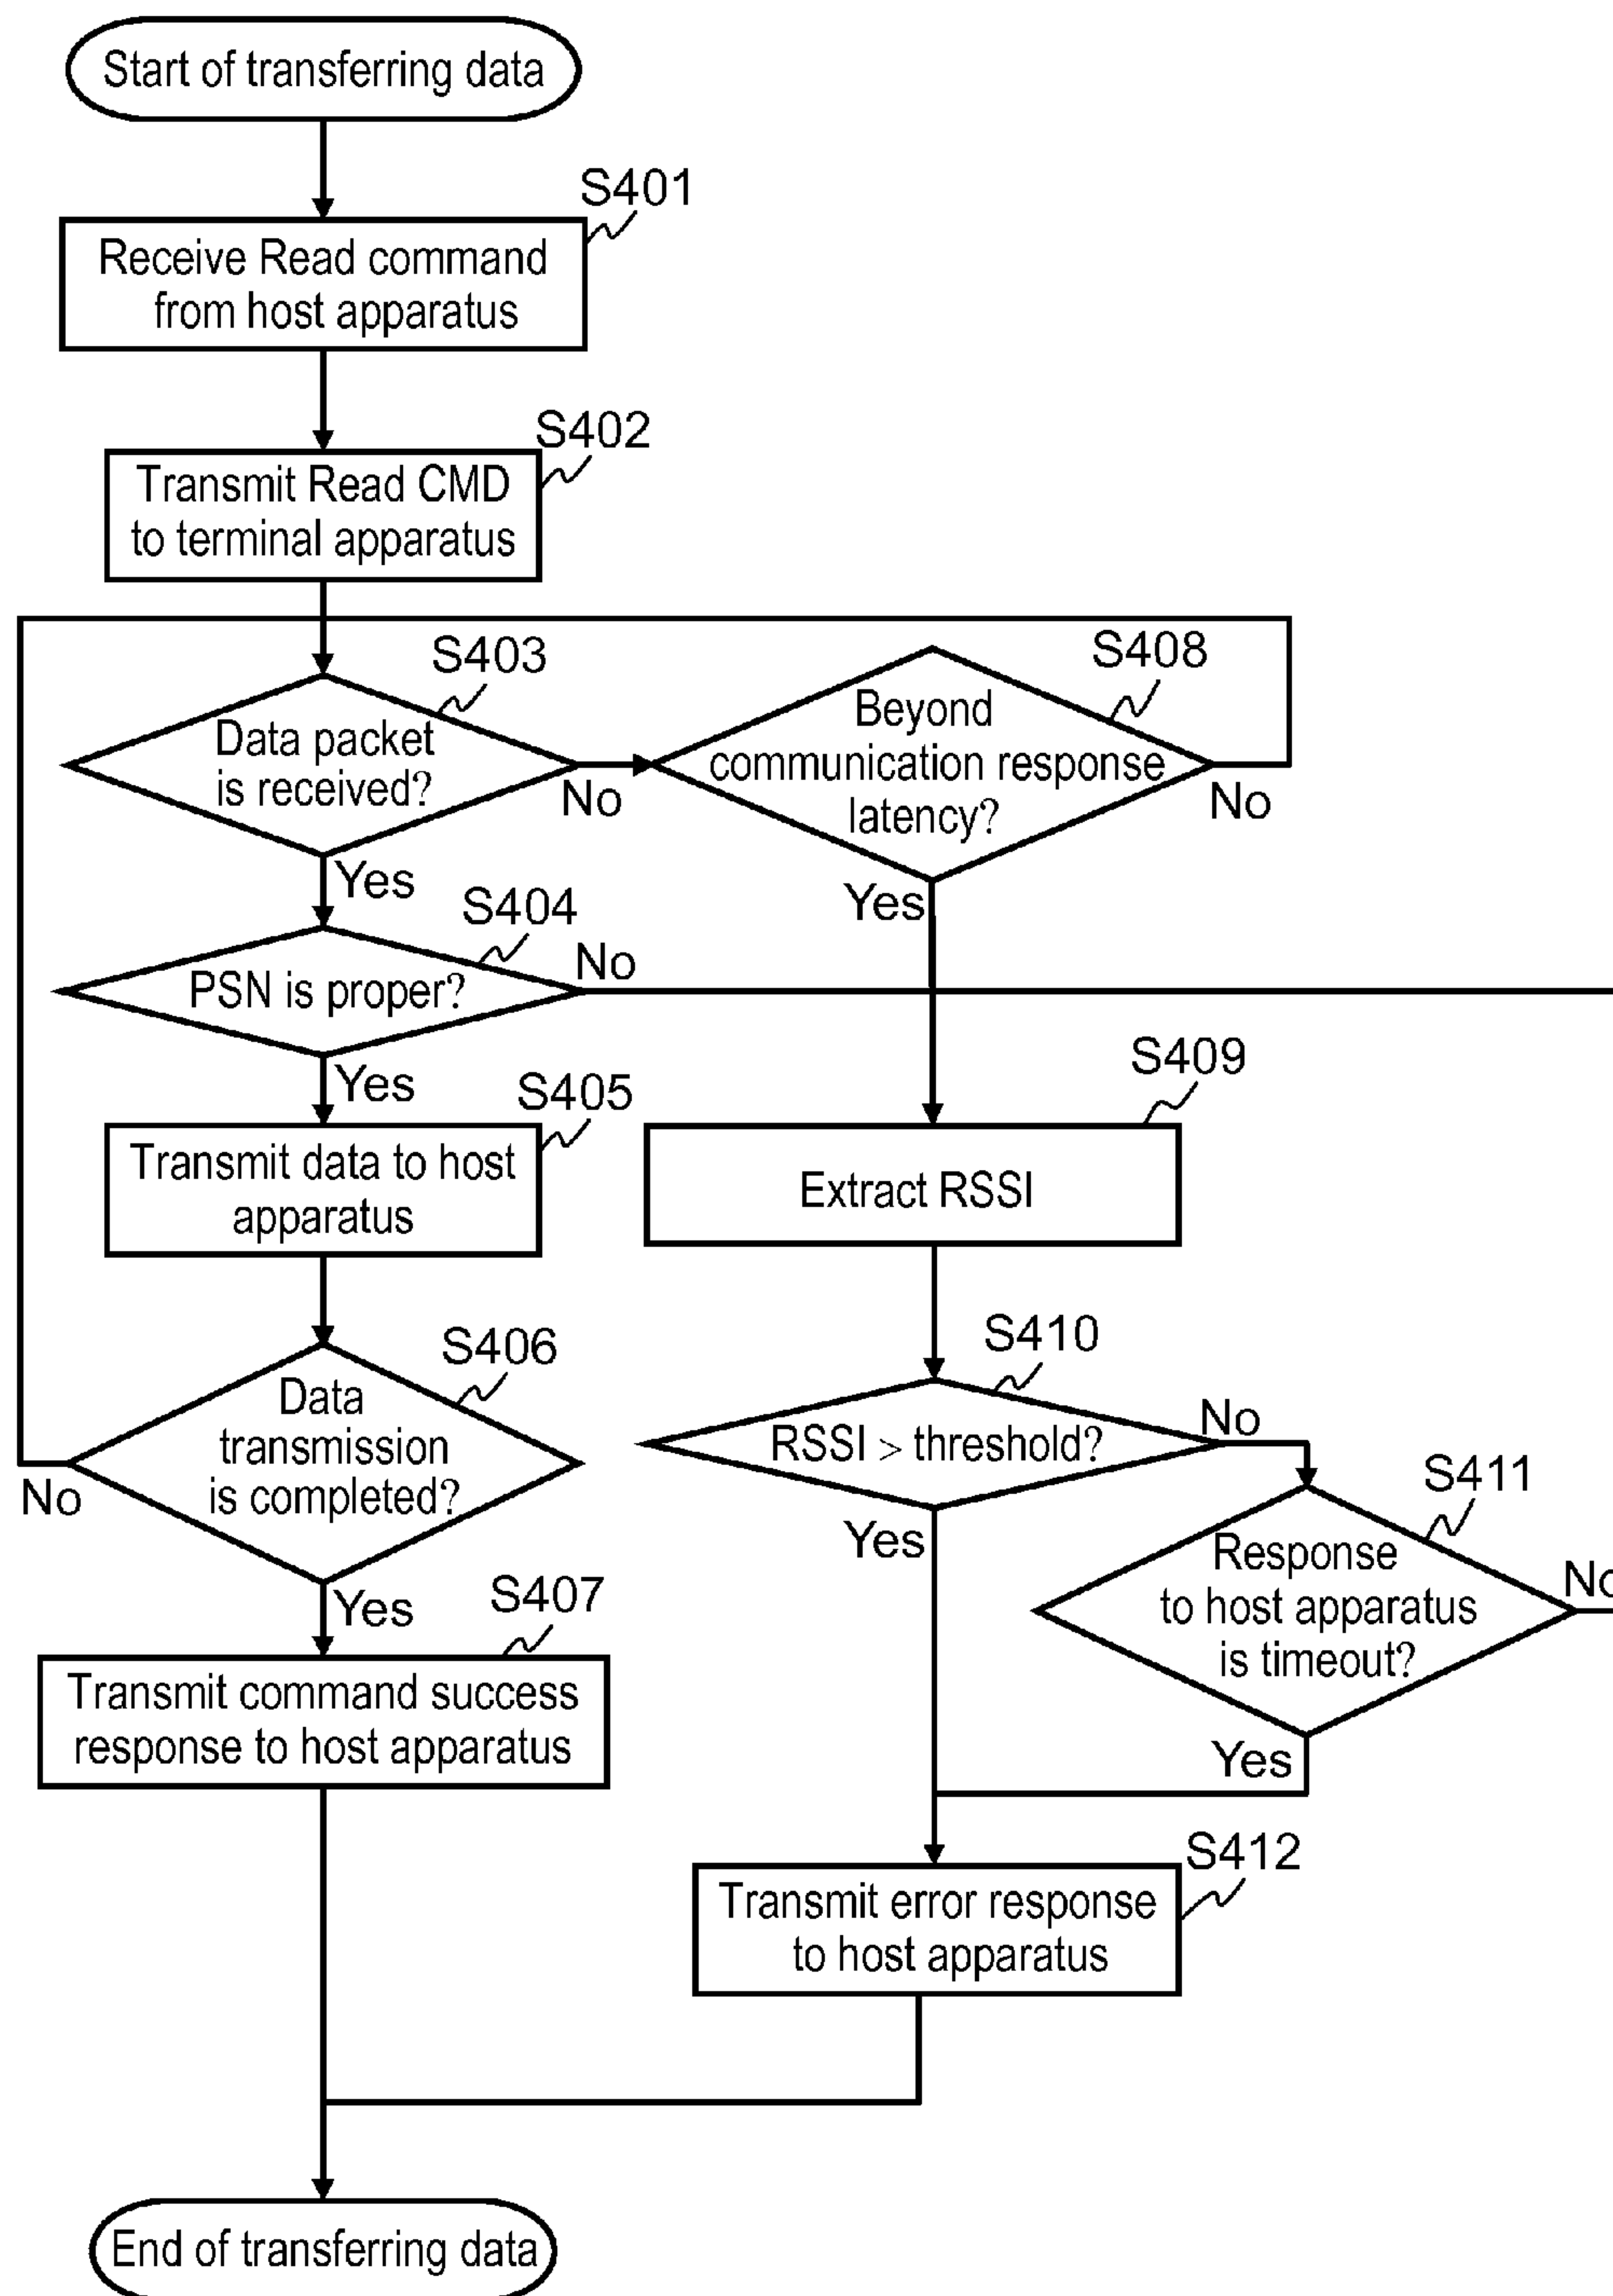 Start of transferring data
S401
Receive Read command
from host apparatus
S402
Transmit Read CMD
to terminal apparatus
S403
Data packet
is received?
No
Yes
S408
Beyond
communication response
latency?
No
Yes
S404
PSN is proper?
No
Yes
S405
Transmit data to host
apparatus
S409
Extract RSSI
S406
Data
transmission
is completed?
No
Yes
S410
RSSI > threshold?
No
Yes
S411
Response
to host apparatus
is timeout?
No
Yes
S407
Transmit command success
response to host apparatus
S412
Transmit error response
to host apparatus
End of transferring data